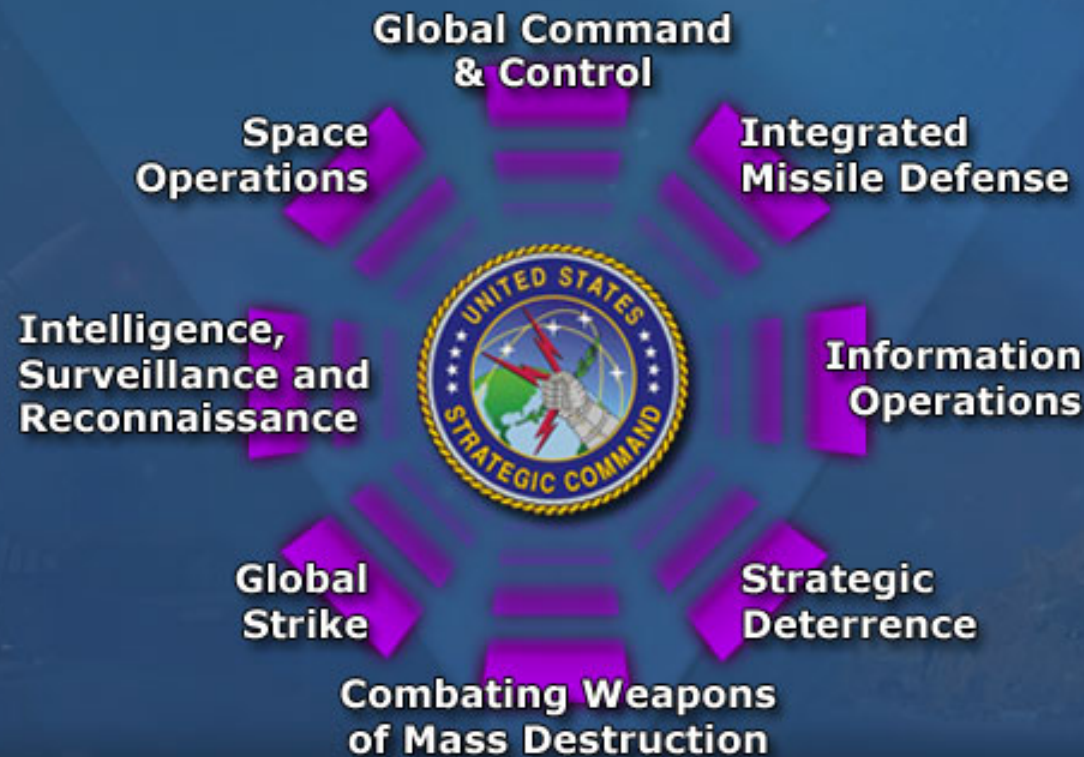 Global Command
& Control
Space
Operations
Integrated
Missile Defense
Intelligence,
Surveillance and
Reconnaissance
UNITED STATES
STRATEGIC COMMAND
Information
Operations
Global
Strike
Strategic
Deterrence
Combating Weapons
of Mass Destruction